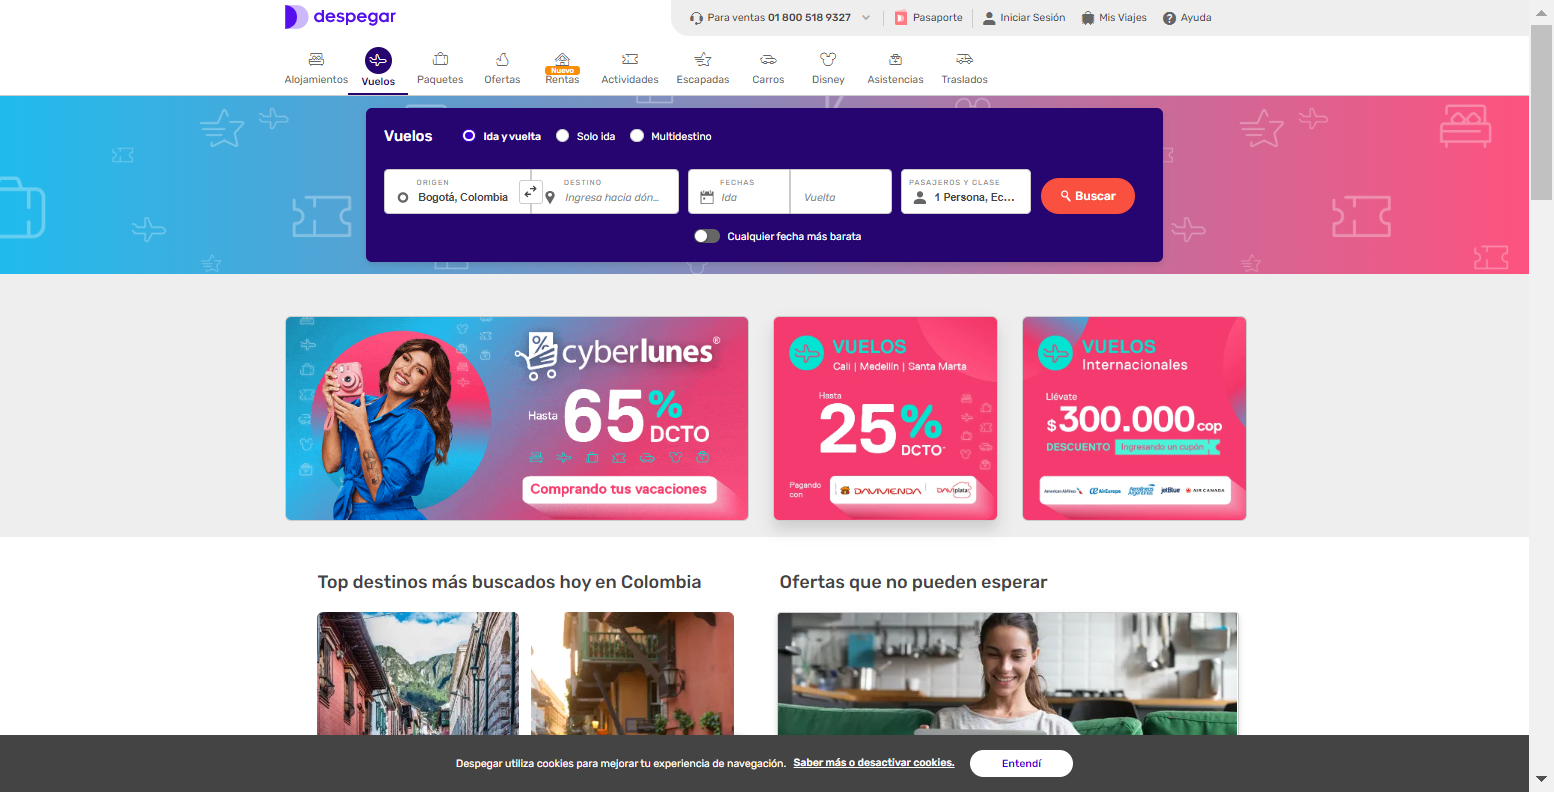 despegar
Para ventas 01 800 518 9327
Pasaporte
Iniciar Sesión
Mis Viajes
Ayuda
Alojamientos
Vuelos
Paquetes
Ofertas
Nuevo
Rentas
Actividades
Escapadas
Carros
Disney
Asistencias
Traslados
Vuelos
Ida y vuelta
Solo ida
Multidestino
ORIGEN
Bogotá, Colombia
DESTINO
Ingresa hacia dón...
FECHAS
Ida
Vuelta
PASAJEROS Y CLASE
1 Persona, Ec...
Buscar
Cualquier fecha más barata
cyberlunes®
Hasta 65% DCTO
Comprando tus vacaciones
VUELOS
Cali | Medellín | Santa Marta
Hasta
25% DCTO*
Pagando con
DAVIVIENDA
DAVIplata
VUELOS
Internacionales
Llévate
$300.000 cop
DESCUENTO Ingresando un cupón
American Airlines
AirEuropa
Aerolíneas Argentinas
jetBlue
AIR CANADA
Top destinos más buscados hoy en Colombia
Ofertas que no pueden esperar
Despegar utiliza cookies para mejorar tu experiencia de navegación. Saber más o desactivar cookies.
Entendí